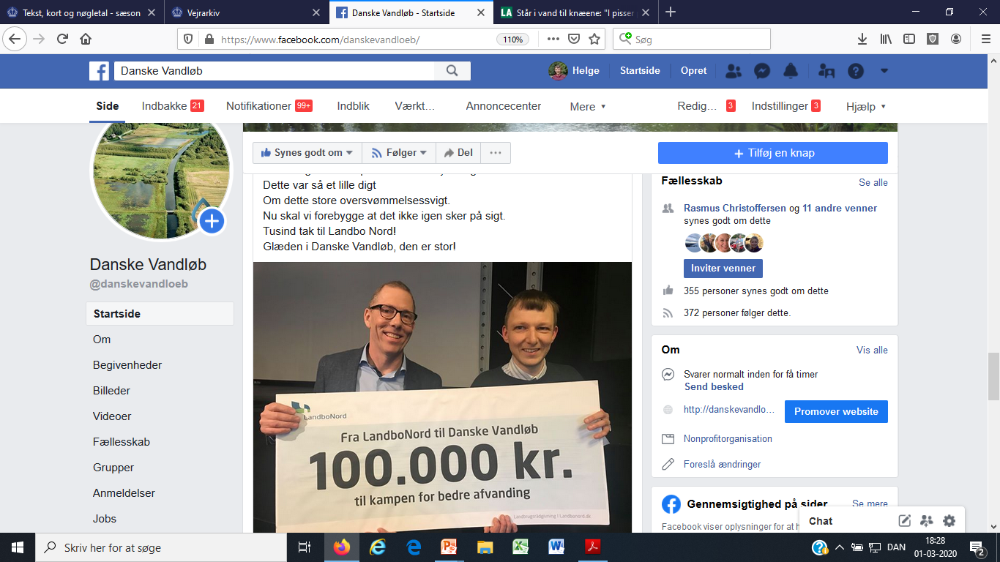 Tekst, kort og nøgletal - sæson
Vejrarkiv
Danske Vandløb - Startside
Står i vand til knæene: "I pisser
https://www.facebook.com/danskevandloeb/
110%
Søg
Danske Vandløb
Helge
Startside
Opret
Side
Indbakke 21
Notifikationer 99+
Indblik
Værkt...
Annoncecenter
Mere
Redig... 3
Indstillinger 3
Hjælp
Synes godt om
Følger
Del
+ Tilføj en knap
Dette var så et lille digt
Om dette store oversvømmelsessvigt.
Nu skal vi forebygge at det ikke igen sker på sigt.
Tusind tak til Landbo Nord!
Glæden i Danske Vandløb, den er stor!
LandboNord
Fra LandboNord til Danske Vandløb
100.000 kr.
til kampen for bedre afvanding
Landbrugsrådgivning | Landbonord.dk
Danske Vandløb
@danskevandloeb
Startside
Om
Begivenheder
Billeder
Videoer
Fællesskab
Grupper
Anmeldelser
Jobs
Fællesskab
Se alle
Rasmus Christoffersen og 11 andre venner
synes godt om dette
Inviter venner
355 personer synes godt om dette
372 personer følger dette.
Om
Vis alle
Svarer normalt inden for få timer
Send besked
http://danskevandlo...
Promover website
Nonprofitorganisation
Foreslå ændringer
Gennemsigtighed på sider
Se mere
Facebook viser oplysninger for at h
Chat
Skriv her for at søge
DAN
18:28
01-03-2020
2